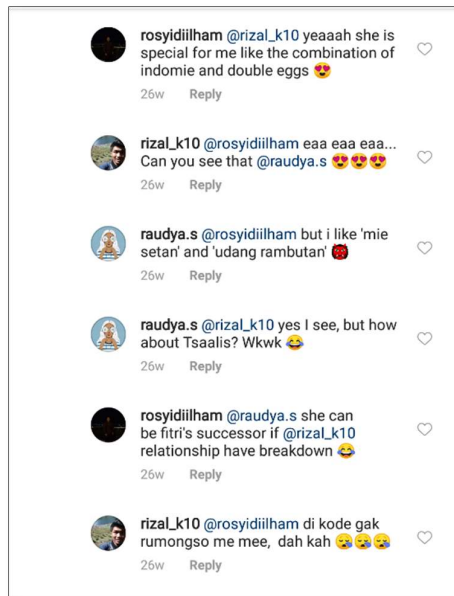 rosyidiilham @rizal_k10 yeaaah she is
special for me like the combination of
indomie and double eggs 😍
26w Reply
rizal_k10 @rosyidiilham eaa eaa eaa...
Can you see that @raudya.s 😍😍😍
26w Reply
raudya.s @rosyidiilham but i like 'mie
setan' and 'udang rambutan' 👹
26w Reply
raudya.s @rizal_k10 yes I see, but how
about Tsaalis? Wkwk 😂
26w Reply
rosyidiilham @raudya.s she can
be fitri's successor if @rizal_k10
relationship have breakdown 😂
26w Reply
rizal_k10 @rosyidiilham di kode gak
rumongso me mee, dah kah 😪😪😪
26w Reply